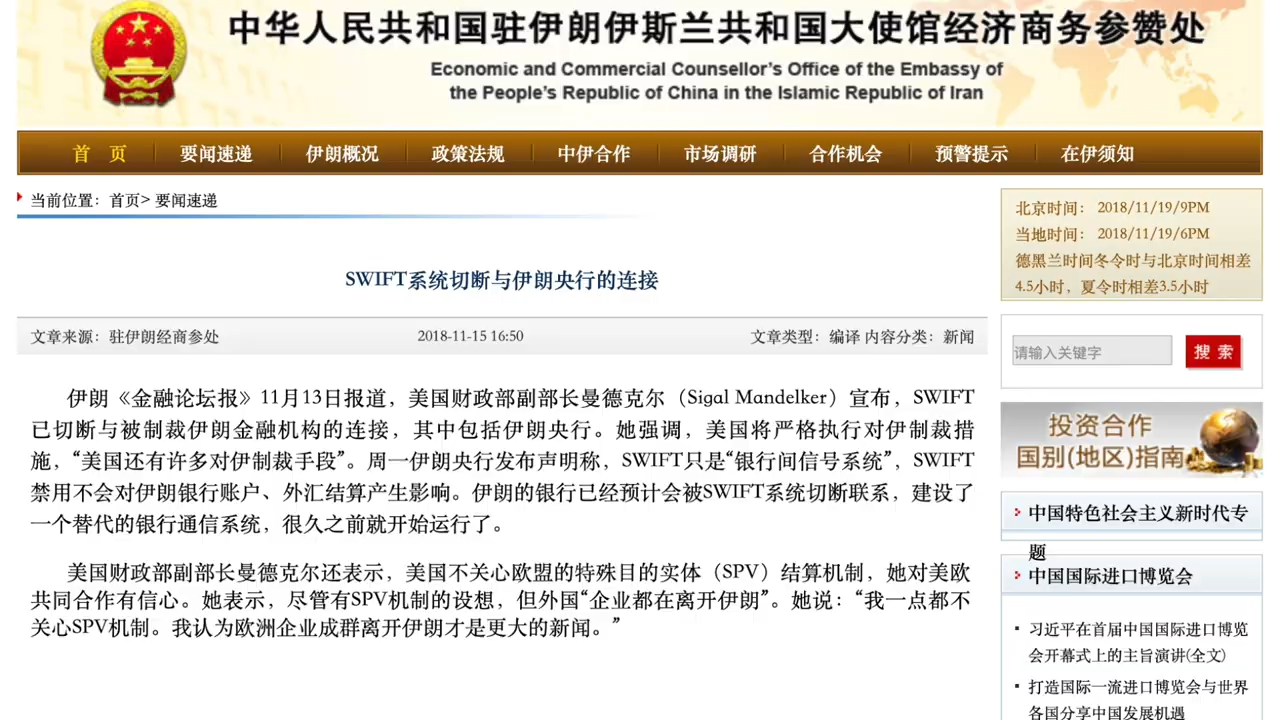 中华人民共和国驻伊朗伊斯兰共和国大使馆经济商务参赞处
Economic and Commercial Counsellor's Office of the Embassy of
the People's Republic of China in the Islamic Republic of Iran
首 页 要闻速递 伊朗概况 政策法规 中伊合作 市场调研 合作机会 预警提示 在伊须知
当前位置：首页> 要闻速递
SWIFT系统切断与伊朗央行的连接
文章来源：驻伊朗经商参处 2018-11-15 16:50 文章类型：编译 内容分类：新闻
伊朗《金融论坛报》11月13日报道，美国财政部副部长曼德克尔（Sigal Mandelker）宣布，SWIFT
已切断与被制裁伊朗金融机构的连接，其中包括伊朗央行。她强调，美国将严格执行对伊制裁措
施，“美国还有许多对伊制裁手段”。周一伊朗央行发布声明称，SWIFT只是“银行间信号系统”，SWIFT
禁用不会对伊朗银行账户、外汇结算产生影响。伊朗的银行已经预计会被SWIFT系统切断联系，建设了
一个替代的银行通信系统，很久之前就开始运行了。
美国财政部副部长曼德克尔还表示，美国不关心欧盟的特殊目的实体（SPV）结算机制，她对美欧
共同合作有信心。她表示，尽管有SPV机制的设想，但外国“企业都在离开伊朗”。她说：“我一点都不
关心SPV机制。我认为欧洲企业成群离开伊朗才是更大的新闻。”
北京时间： 2018/11/19/9PM
当地时间： 2018/11/19/6PM
德黑兰时间冬令时与北京时间相差
4.5小时，夏令时相差3.5小时
请输入关键字 搜 索
投资合作
国别(地区)指南
中国特色社会主义新时代专
题
中国国际进口博览会
习近平在首届中国国际进口博览
会开幕式上的主旨演讲(全文)
打造国际一流进口博览会与世界
各国分享中国发展机遇